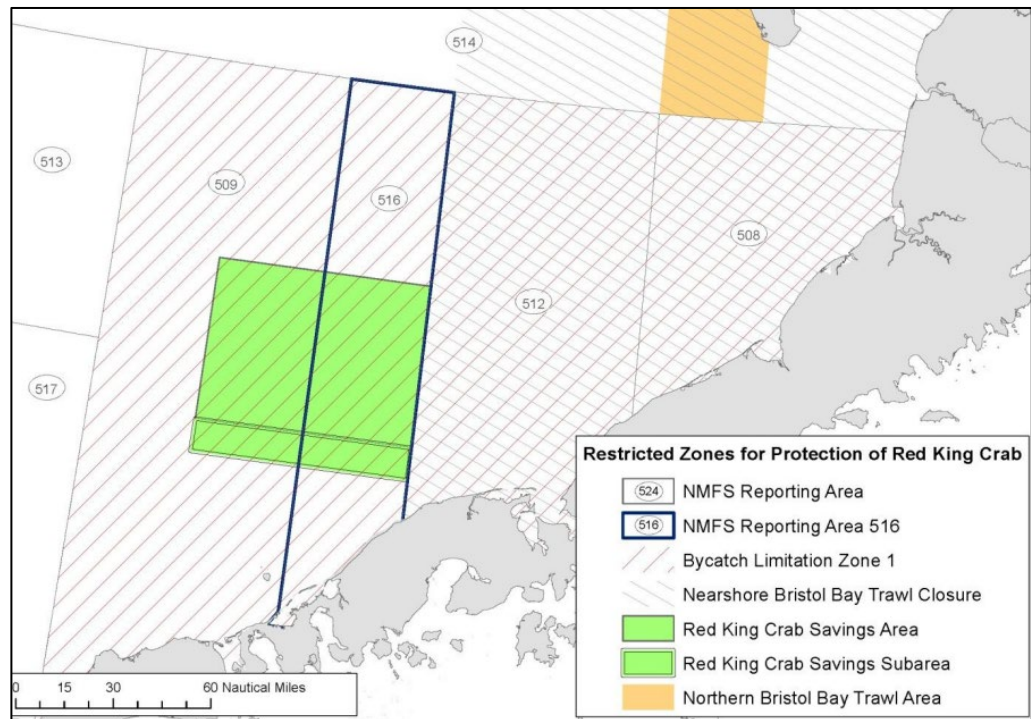 514
513
509
516
508
512
517
Restricted Zones for Protection of Red King Crab
524 NMFS Reporting Area
516 NMFS Reporting Area 516
Bycatch Limitation Zone 1
Nearshore Bristol Bay Trawl Closure
Red King Crab Savings Area
Red King Crab Savings Subarea
Northern Bristol Bay Trawl Area
0 15 30 60 Nautical Miles